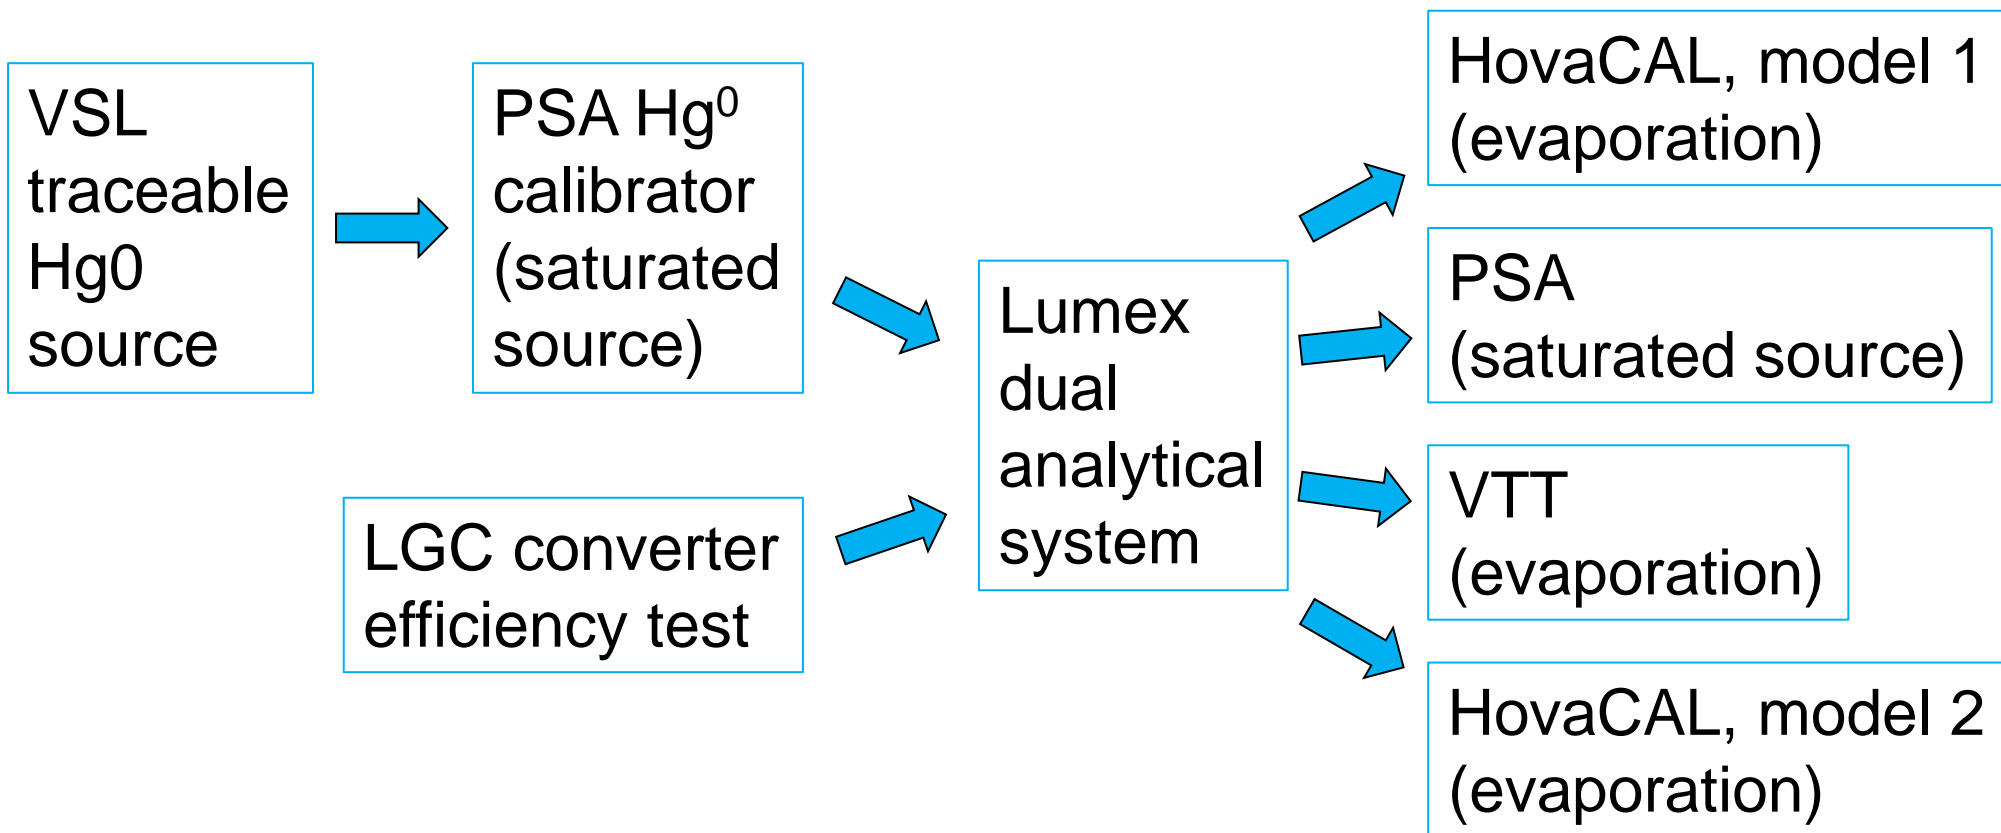 VSL
traceable
Hg0
source
PSA Hg⁰
calibrator
(saturated
source)
LGC converter
efficiency test
Lumex
dual
analytical
system
HovaCAL, model 1
(evaporation)
PSA
(saturated source)
VTT
(evaporation)
HovaCAL, model 2
(evaporation)